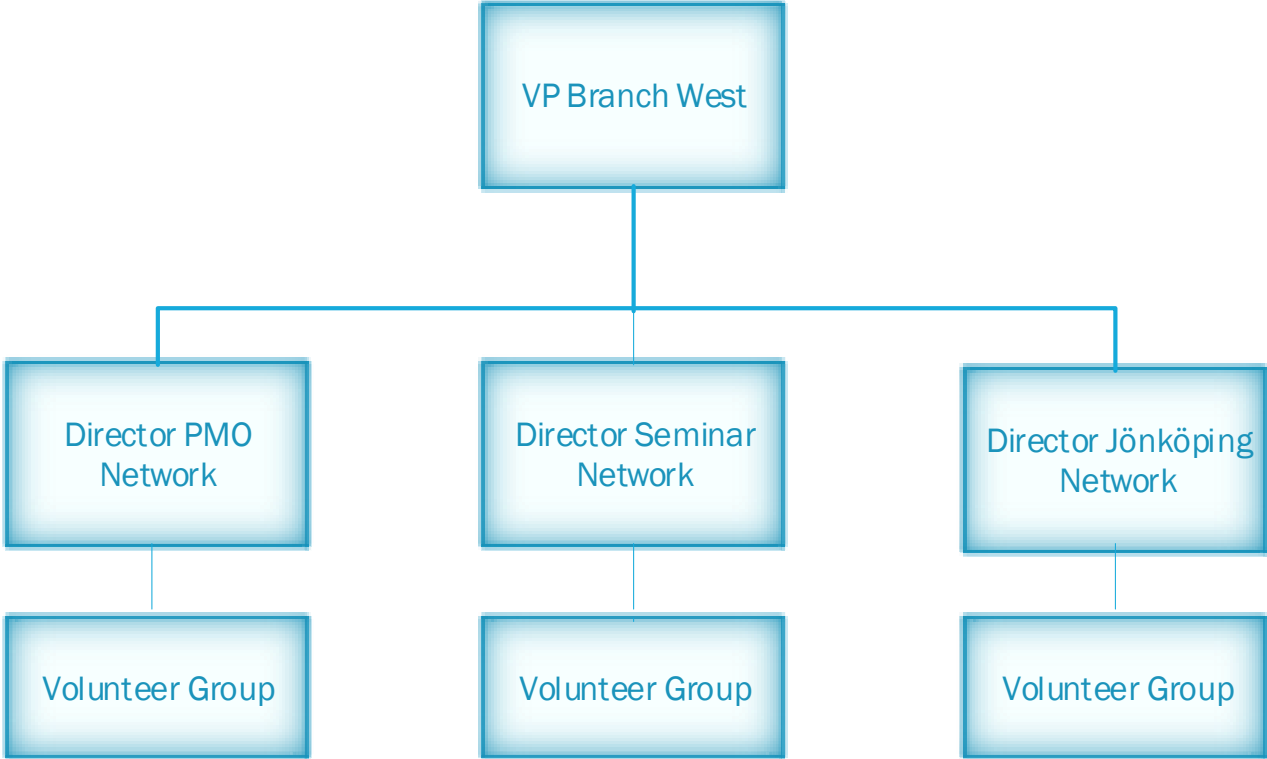 VP Branch West
Director PMO
Network
Director Seminar
Network
Director Jönköping
Network
Volunteer Group
Volunteer Group
Volunteer Group